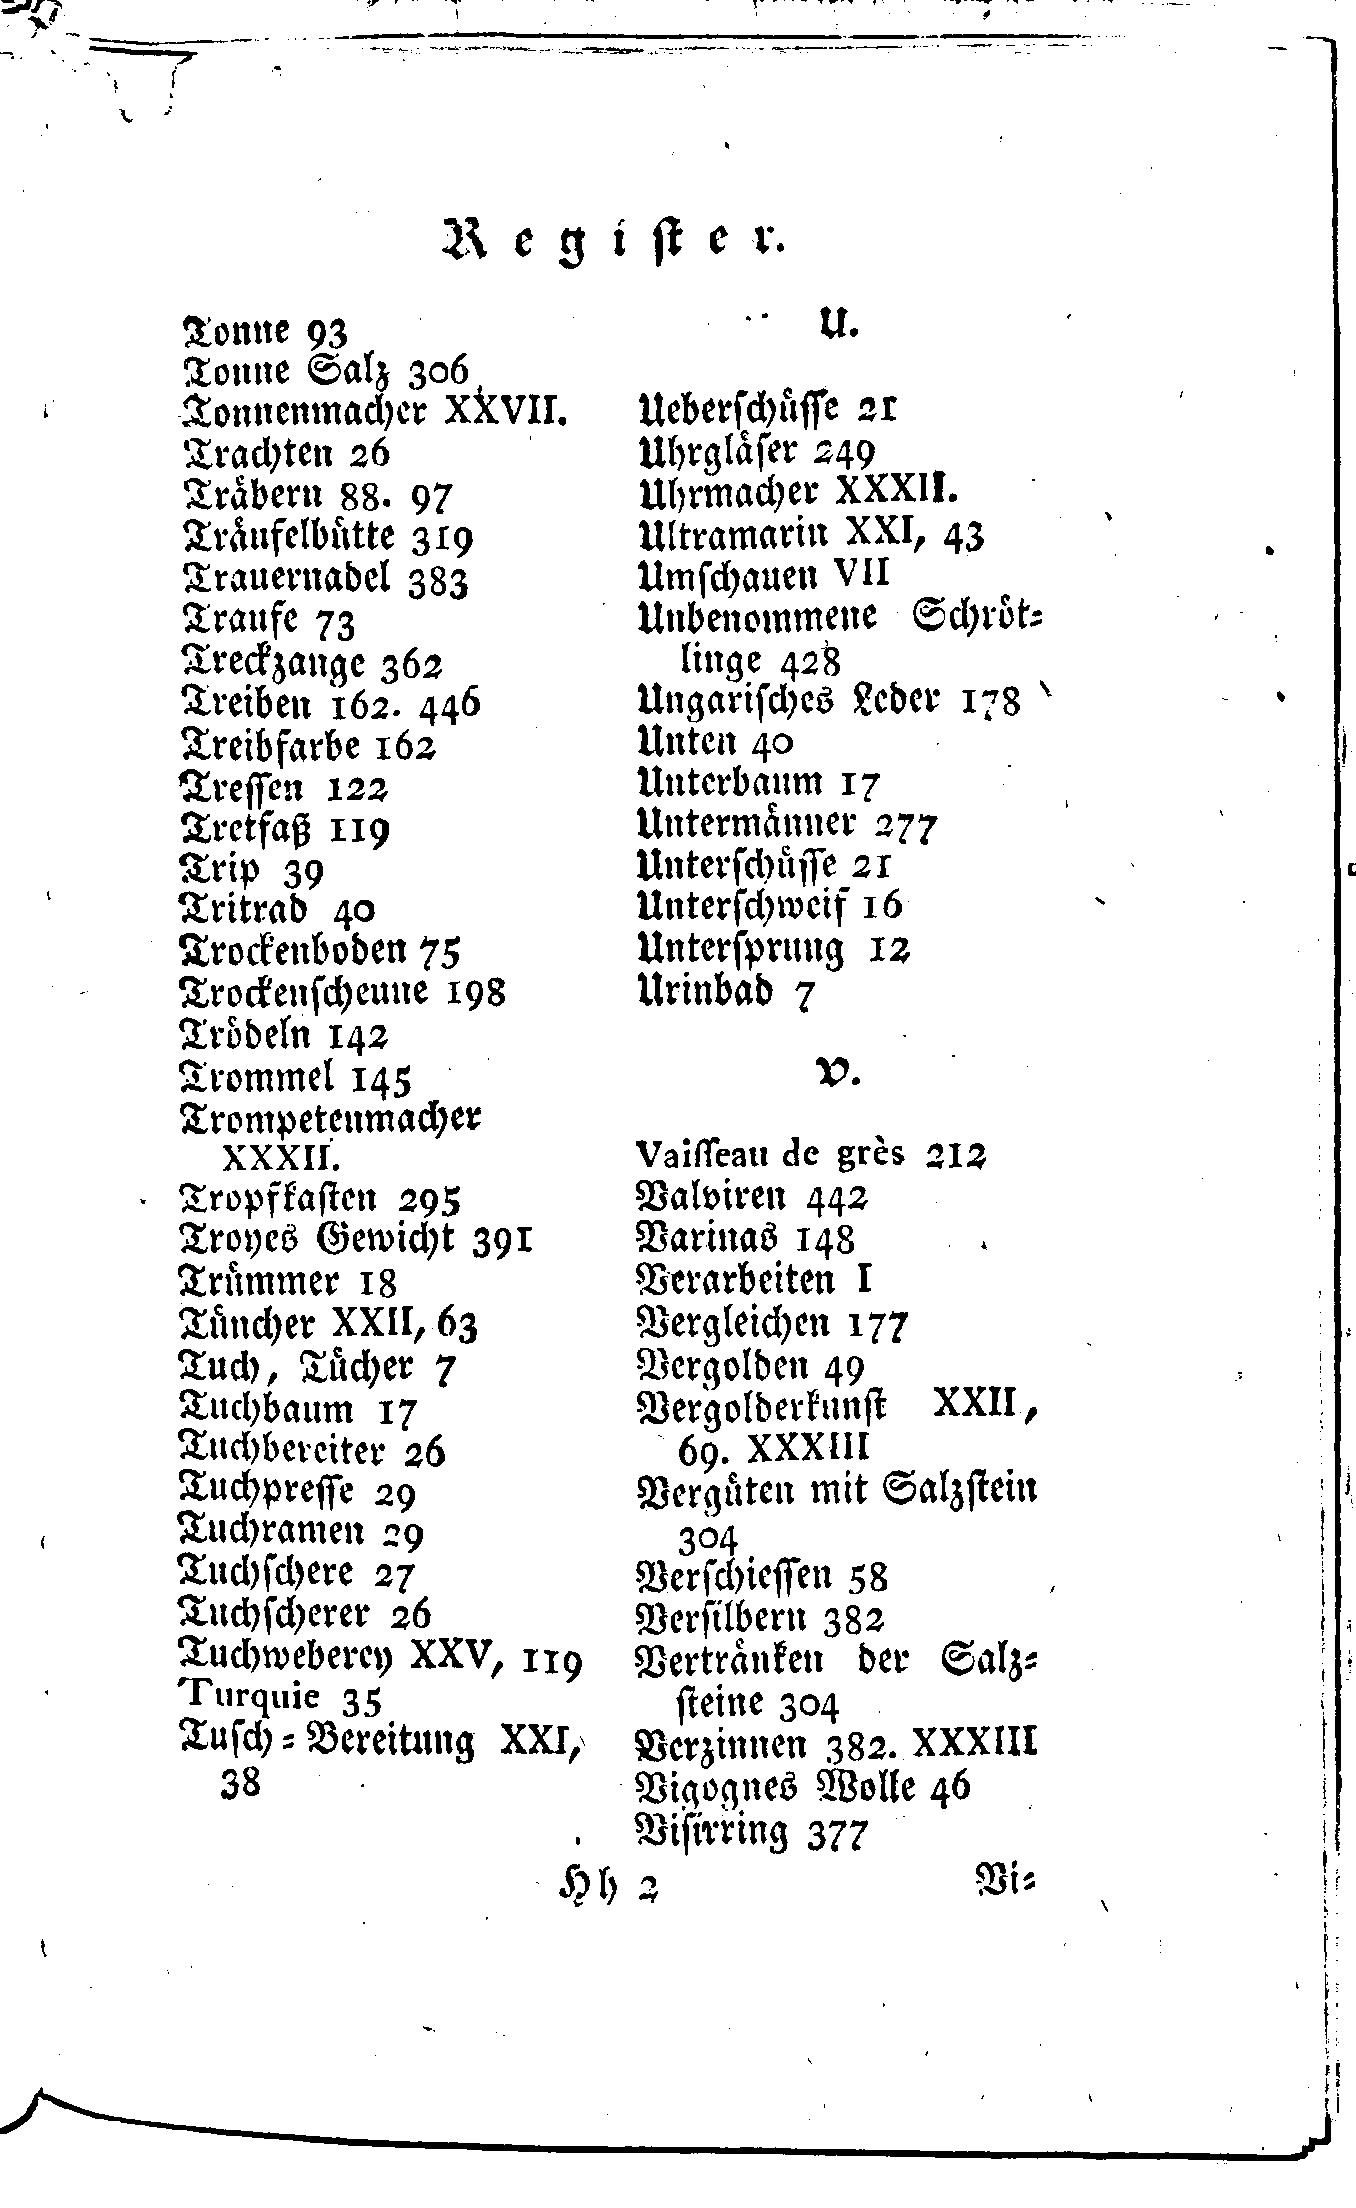 Register.
Tonne 93
Tonne Salz 306
Tonnenmacher XXVII.
Trachten 26
Träbern 88. 97
Träufelbütte 319
Trauernadel 383
Traufe 73
Treckzange 362
Treiben 162. 446
Treibfarbe 162
Tressen 122
Tretfaß 119
Trip 39
Tritrad 40
Trockenboden 75
Trockenscheune 198
Trödeln 142
Trommel 145
Trompetenmacher
XXXII.
Tropfkasten 295
Troyes Gewicht 391
Trümmer 18
Tüncher XXII, 63
Tuch, Tücher 7
Tuchbaum 17
Tuchbereiter 26
Tuchpresse 29
Tuchramen 29
Tuchschere 27
Tuchscherer 26
Tuchweberey XXV, 119
Turquie 35
Tusch=Bereitung XXI,
38
U.
Ueberschüsse 21
Uhrgläser 249
Uhrmacher XXXII.
Ultramarin XXI, 43
Umschauen VII
Unbenommene Schröt=
linge 428
Ungarisches Leder 178
Unten 40
Unterbaum 17
Untermänner 277
Unterschüsse 21
Unterschweif 16
Untersprung 12
Urinbad 7
V.
Vaisseau de grès 212
Valviren 442
Varinas 148
Verarbeiten I
Vergleichen 177
Vergolden 49
Vergolderkunst XXII,
69. XXXIII
Vergüten mit Salzstein
304
Verschiessen 58
Versilbern 382
Vertränken der Salz=
steine 304
Verzinnen 382. XXXIII
Vigognes Wolle 46
Visirring 377
Hh 2
Vi=